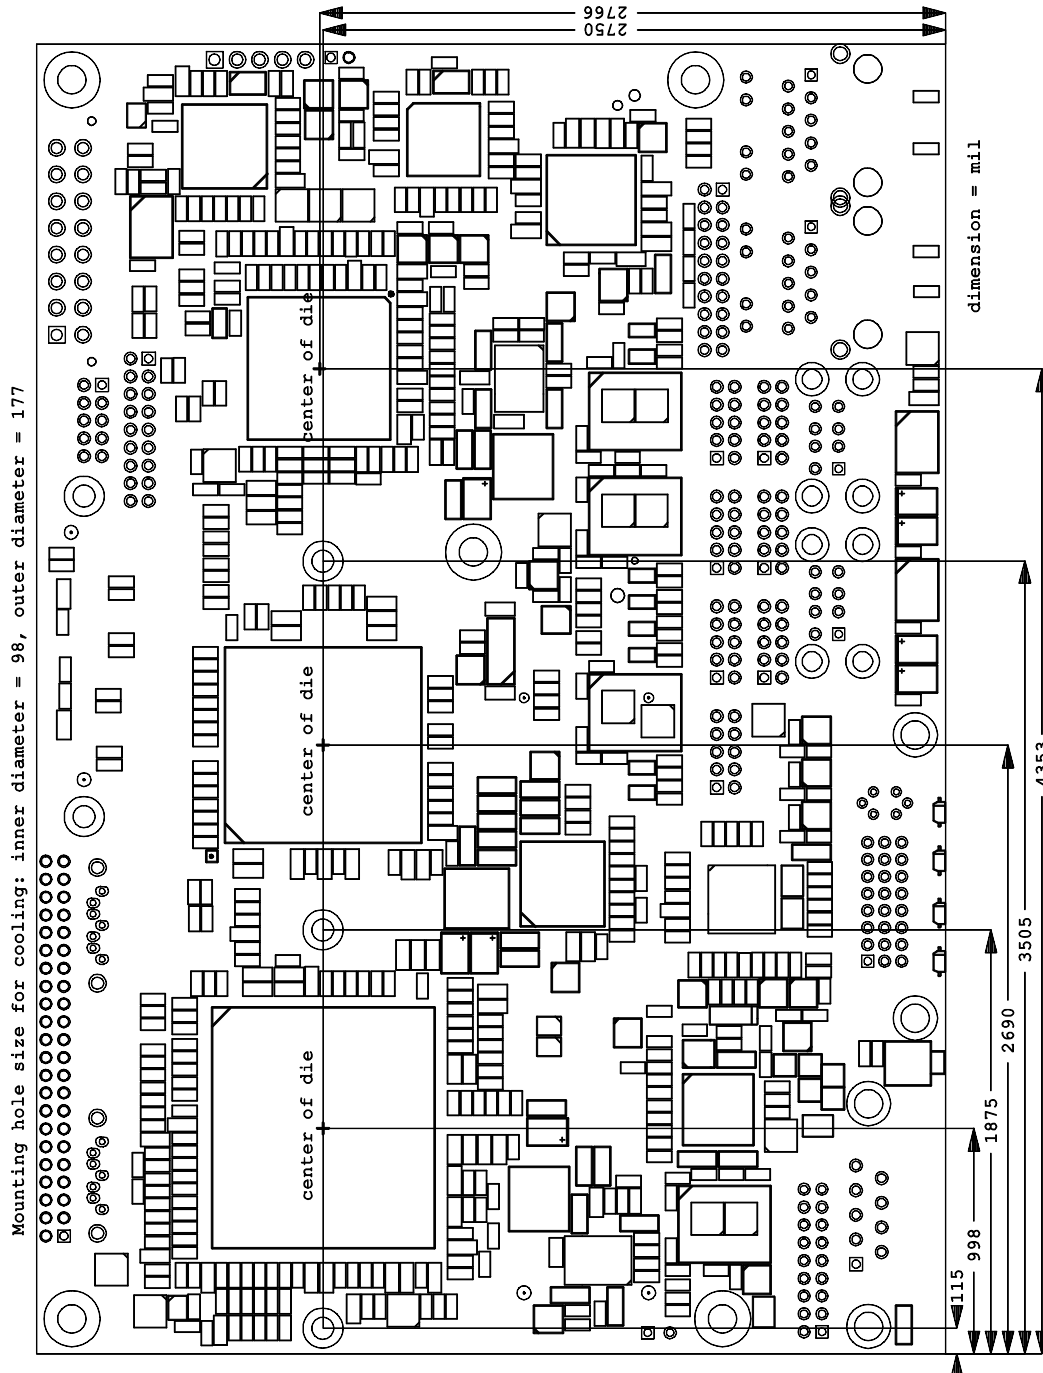 2766
2750
dimension = mil
Mounting hole size for cooling: inner diameter = 98, outer diameter = 177
center of die
center of die
center of die
4353
3505
2690
1875
998
115